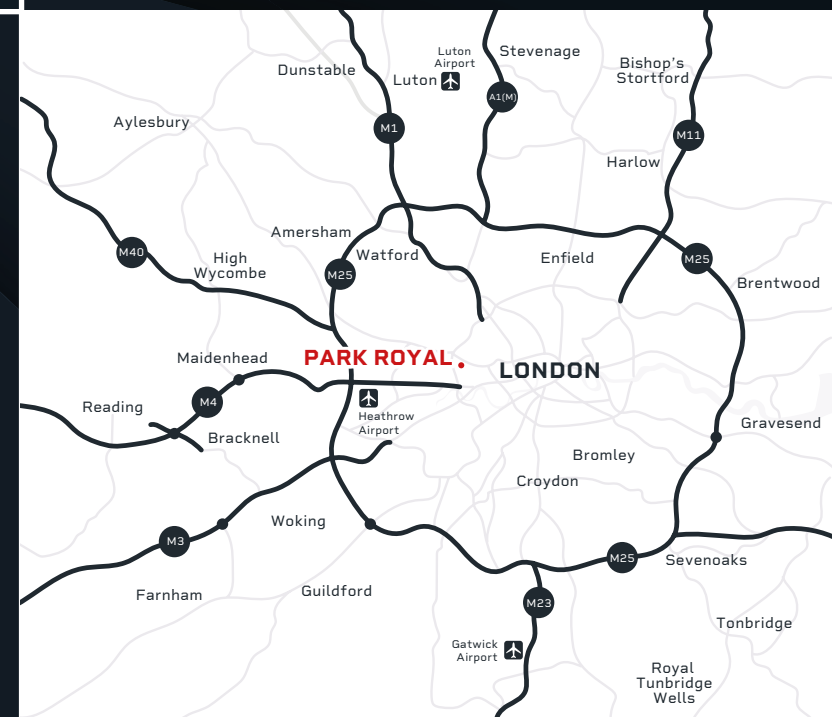 Luton
Airport
Stevenage
Dunstable
Luton
Bishop's
Stortford
A1(M)
Aylesbury
M1
M11
Harlow
Amersham
M40
High
Wycombe
Watford
M25
Enfield
M25
Brentwood
Maidenhead
PARK ROYAL.
LONDON
M4
Reading
Heathrow
Airport
Bracknell
Gravesend
Bromley
Croydon
Woking
M3
M25
Sevenoaks
Farnham
Guildford
M23
Tonbridge
Gatwick
Airport
Royal
Tunbridge
Wells